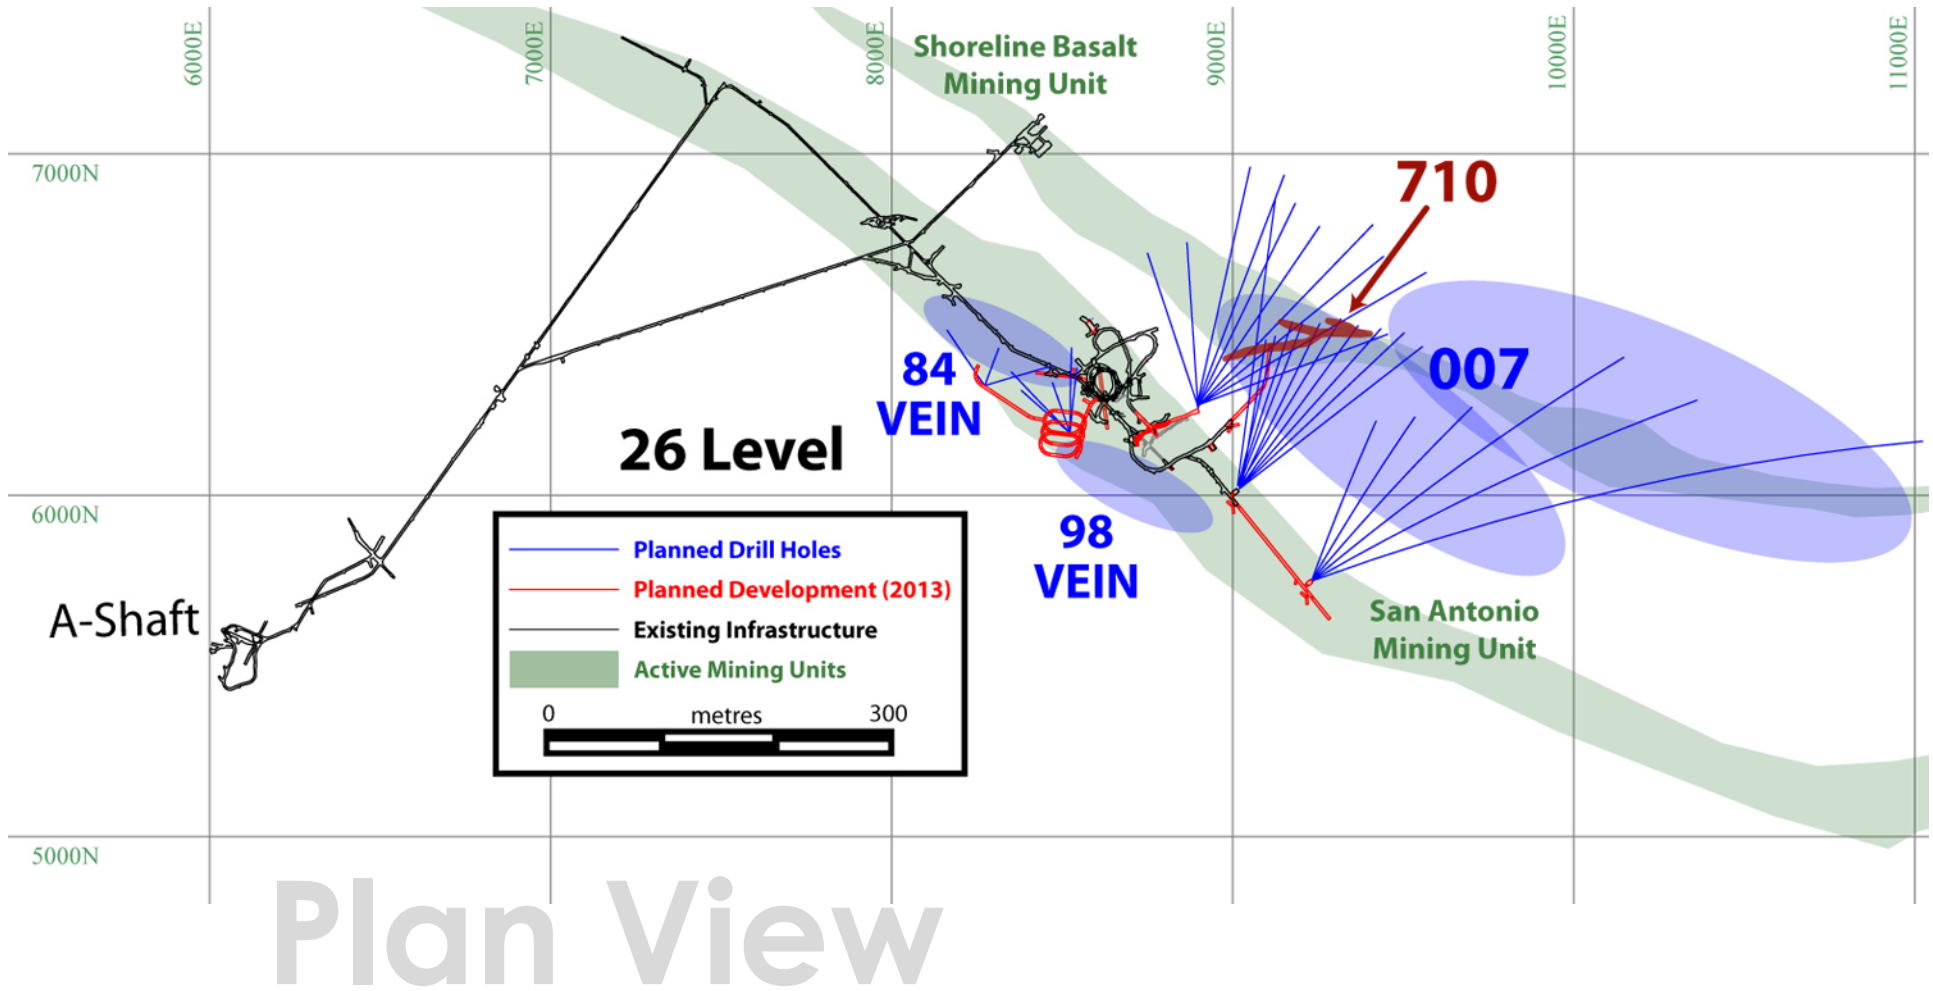 6000E
7000E
8000E
9000E
10000E
11000E
Shoreline Basalt
Mining Unit
7000N
710
007
84
VEIN
26 Level
6000N
98
VEIN
Planned Drill Holes
Planned Development (2013)
Existing Infrastructure
Active Mining Units
0 metres 300
A-Shaft
San Antonio
Mining Unit
5000N
Plan View